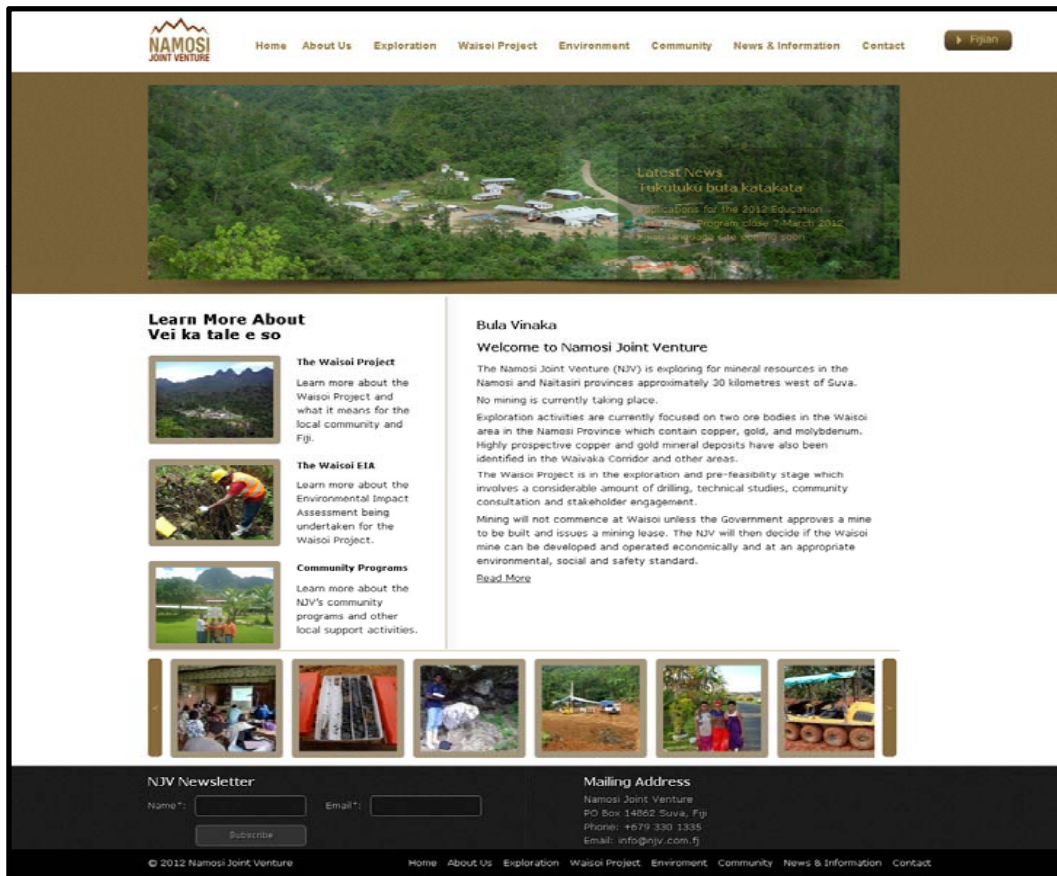 NAMOSI
JOINT VENTURE
Home About Us Exploration Waisoi Project Environment Community News & Information Contact
Fijian
Latest News
Tukutuku buta katakata
Applications for the 2012 Education
Program close 7 March 2012
site coming soon
Learn More About
Vei ka tale e so
The Waisoi Project
Learn more about the
Waisoi Project and
what it means for the
local community and
Fiji.
The Waisoi EIA
Learn more about the
Environmental Impact
Assessment being
undertaken for the
Waisoi Project.
Community Programs
Learn more about the
NJV's community
programs and other
local support activities.
Bula Vinaka
Welcome to Namosi Joint Venture
The Namosi Joint Venture (NJV) is exploring for mineral resources in the
Namosi and Naitasiri provinces approximately 30 kilometres west of Suva.
No mining is currently taking place.
Exploration activities are currently focused on two ore bodies in the Waisoi
area in the Namosi Province which contain copper, gold, and molybdenum.
Highly prospective copper and gold mineral deposits have also been
identified in the Waivaka Corridor and other areas.
The Waisoi Project is in the exploration and pre-feasibility stage which
involves a considerable amount of drilling, technical studies, community
consultation and stakeholder engagement.
Mining will not commence at Waisoi unless the Government approves a mine
to be built and issues a mining lease. The NJV will then decide if the Waisoi
mine can be developed and operated economically and at an appropriate
environmental, social and safety standard.
Read More
NJV Newsletter
Name*: Email*:
Subscribe
Mailing Address
Namosi Joint Venture
PO Box 14862 Suva, Fiji
Phone: +679 330 1335
Email: info@njv.com.fj
© 2012 Namosi Joint Venture
Home About Us Exploration Waisoi Project Enviroment Community News & Information Contact